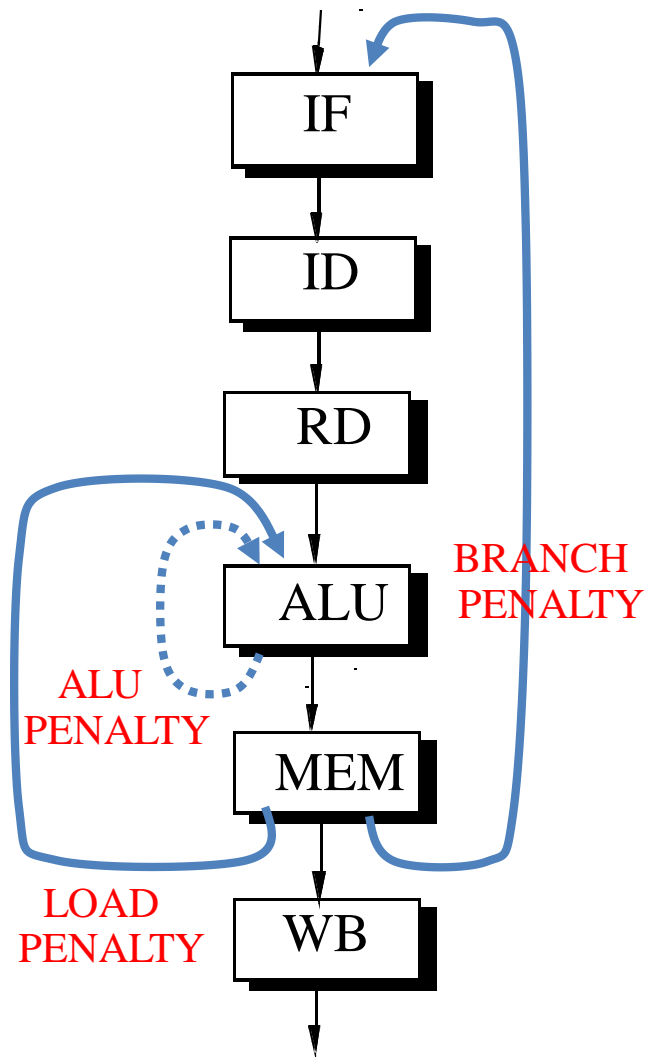 IF
ID
RD
ALU
BRANCH
PENALTY
ALU
PENALTY
MEM
LOAD
PENALTY
WB